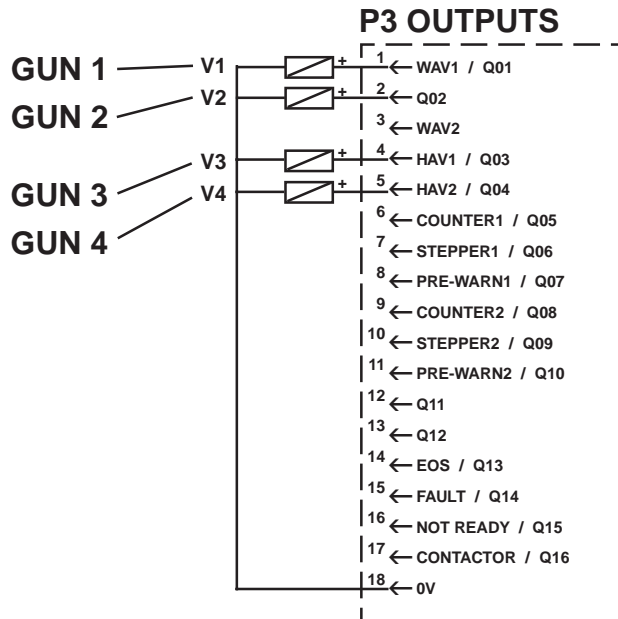 P3 OUTPUTS
GUN 1 V1 + 1 WAV1 / Q01
GUN 2 V2 + 2 Q02
3 WAV2
GUN 3 V3 + 4 HAV1 / Q03
GUN 4 V4 + 5 HAV2 / Q04
6 COUNTER1 / Q05
7 STEPPER1 / Q06
8 PRE-WARN1 / Q07
9 COUNTER2 / Q08
10 STEPPER2 / Q09
11 PRE-WARN2 / Q10
12 Q11
13 Q12
14 EOS / Q13
15 FAULT / Q14
16 NOT READY / Q15
17 CONTACTOR / Q16
18 0V